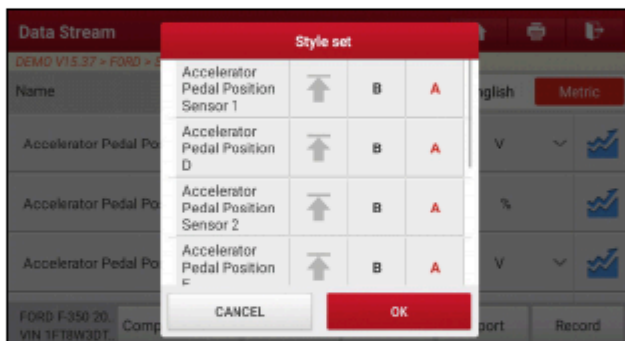 Data Stream
Style set
DEMO V15.37 > FORD > S
Name
nglish
Metric
Accelerator
Pedal Position
Sensor 1
B
A
Accelerator Pedal Po
V
Accelerator
Pedal Position
D
B
A
Accelerator Pedal Po
%
Accelerator
Pedal Position
Sensor 2
B
A
Accelerator Pedal Po
V
Accelerator
Pedal Position
B
A
CANCEL
OK
FORD F-350 20..
VIN 1FT8W3DT..
Comp
port
Record